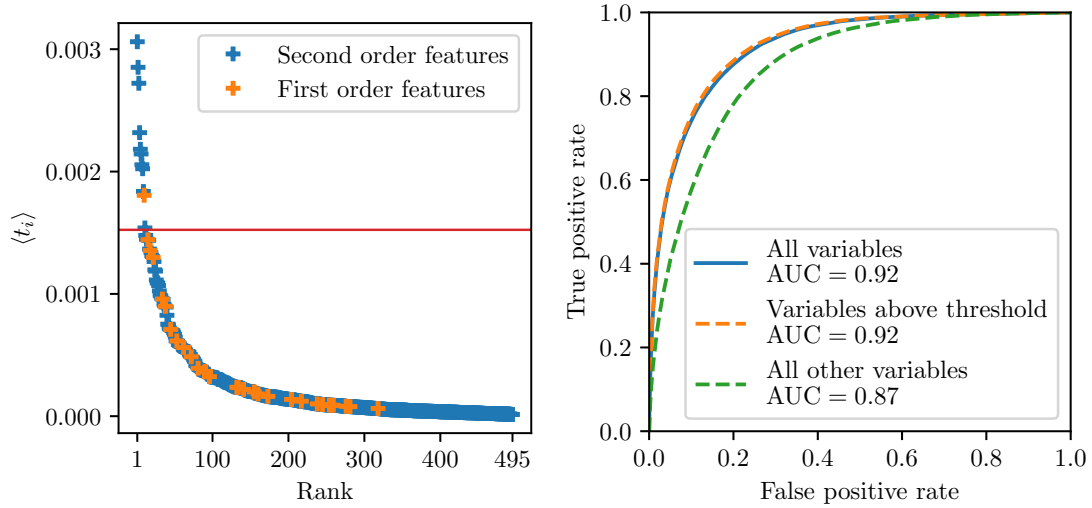 0.003
0.002
0.001
0.000
⟨t_i⟩
Second order features
First order features
1
100
200
300
400
495
Rank
1.0
0.8
0.6
0.4
0.2
0.0
True positive rate
All variables
AUC = 0.92
Variables above threshold
AUC = 0.92
All other variables
AUC = 0.87
0.0
0.2
0.4
0.6
0.8
1.0
False positive rate